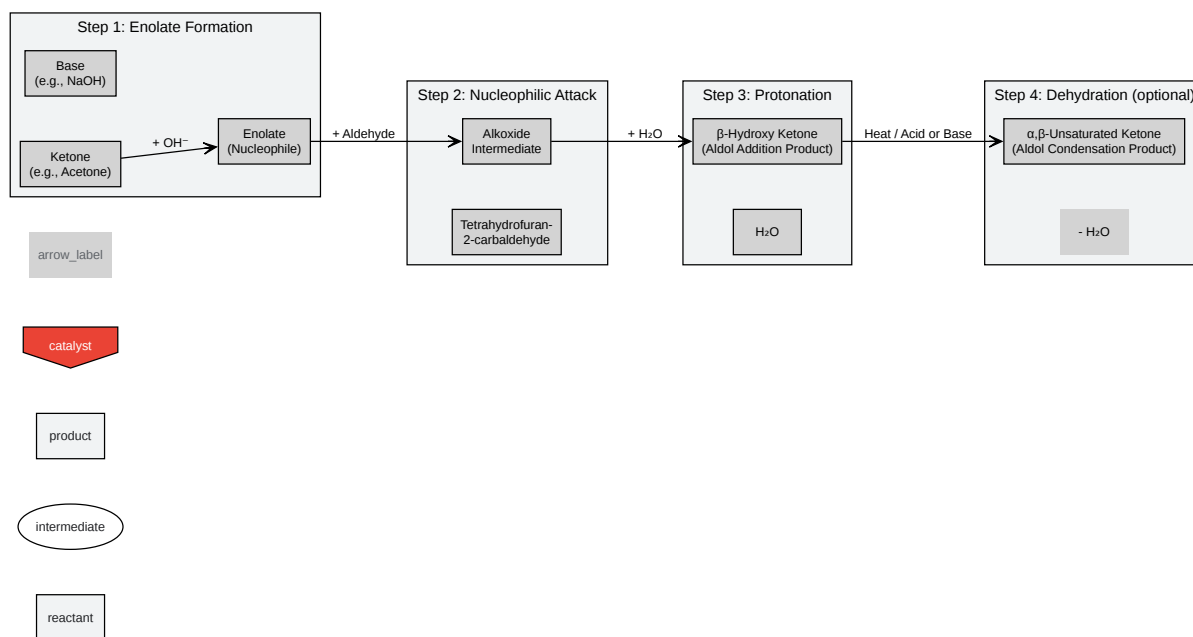 Step 1: Enolate Formation
Base
(e.g., NaOH)
Ketone
(e.g., Acetone)
+ OH⁻
Enolate
(Nucleophile)
+ Aldehyde
Step 2: Nucleophilic Attack
Alkoxide
Intermediate
Tetrahydrofuran-
2-carbaldehyde
+ H₂O
Step 3: Protonation
β-Hydroxy Ketone
(Aldol Addition Product)
H₂O
Heat / Acid or Base
Step 4: Dehydration (optional)
α,β-Unsaturated Ketone
(Aldol Condensation Product)
- H₂O
arrow_label
catalyst
product
intermediate
reactant